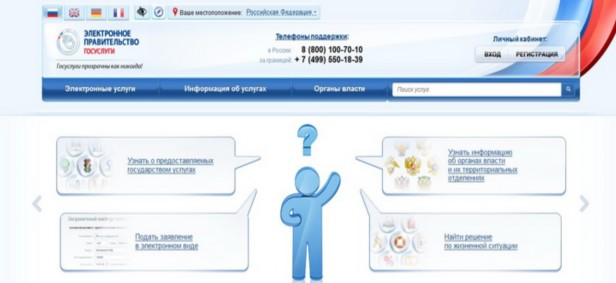 Ваше местоположение: Российская Федерация
ЭЛЕКТРОННОЕ
ПРАВИТЕЛЬСТВО
ГОСУСЛУГИ
Госуслуги прозрачны как никогда!
Телефоны поддержки:
в России: 8 (800) 100-70-10
за границей: + 7 (499) 550-18-39
Личный кабинет:
ВХОД РЕГИСТРАЦИЯ
Электронные услуги Информация об услугах Органы власти Поиск услуг
Узнать о предоставляемых
государством услугах
Узнать информацию
об органах власти
и их территориальных
отделениях
Подать заявление
в электронном виде
Найти решение
по жизненной ситуации
?